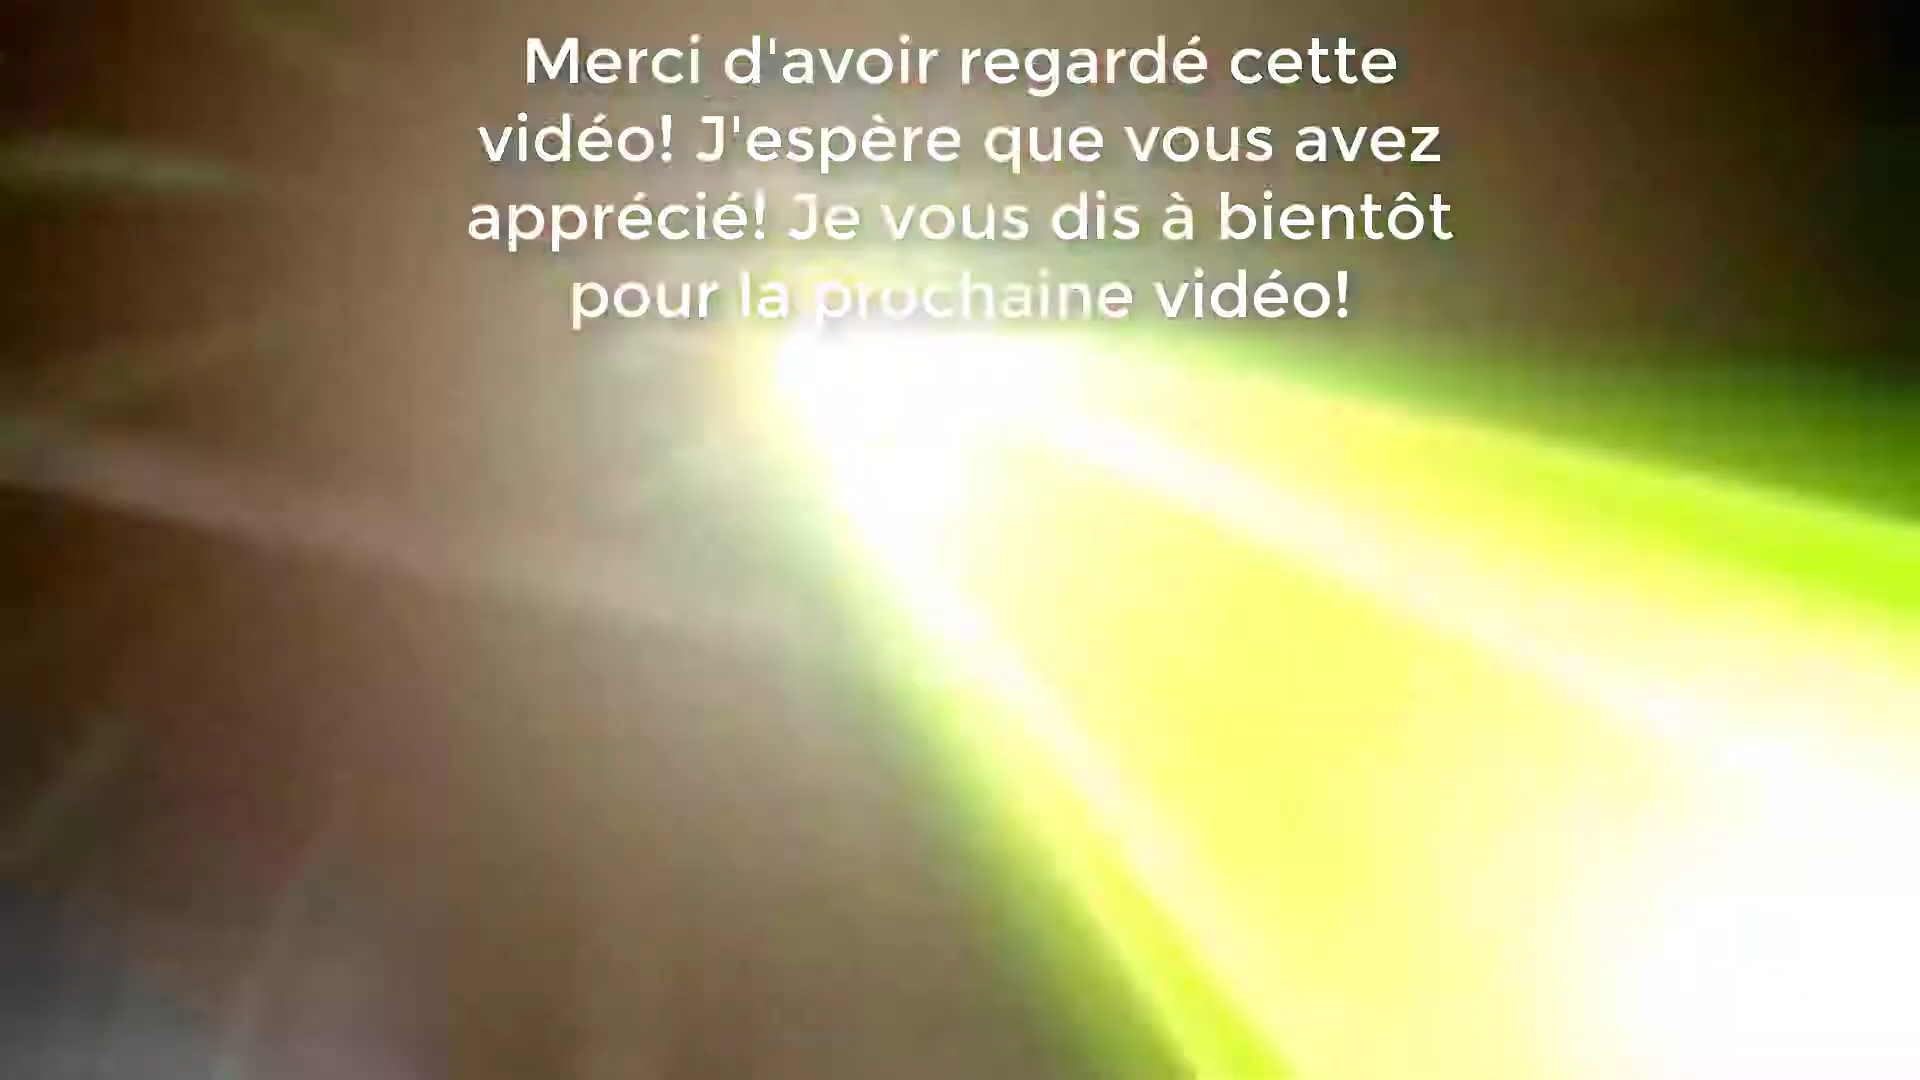 Merci d'avoir regardé cette
vidéo! J'espère que vous avez
apprécié! Je vous dis à bientôt
pour la prochaine vidéo!